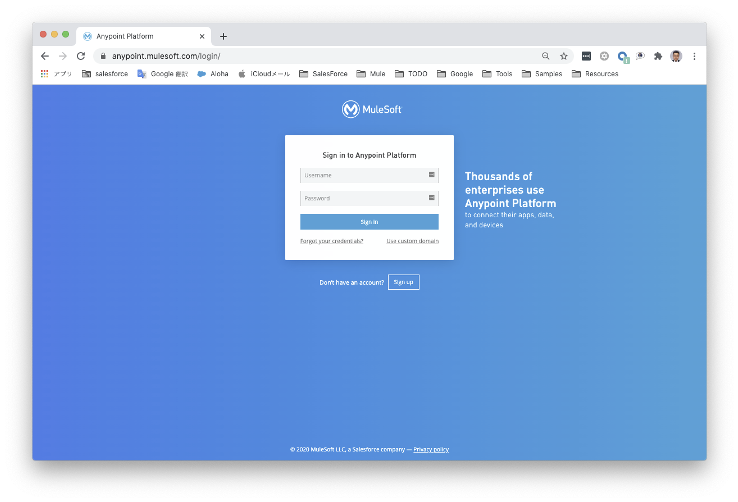 Anypoint Platform
anypoint.mulesoft.com/login/
アプリ salesforce Google 翻訳 Aloha iCloudメール SalesForce Mule TODO Google Tools Samples Resources
MuleSoft
Sign in to Anypoint Platform
Username
Password
Sign in
Forgot your credentials? Use custom domain
Don't have an account? Sign up
Thousands of
enterprises use
Anypoint Platform
to connect their apps, data,
and devices.
© 2020 MuleSoft LLC, a Salesforce company — Privacy policy